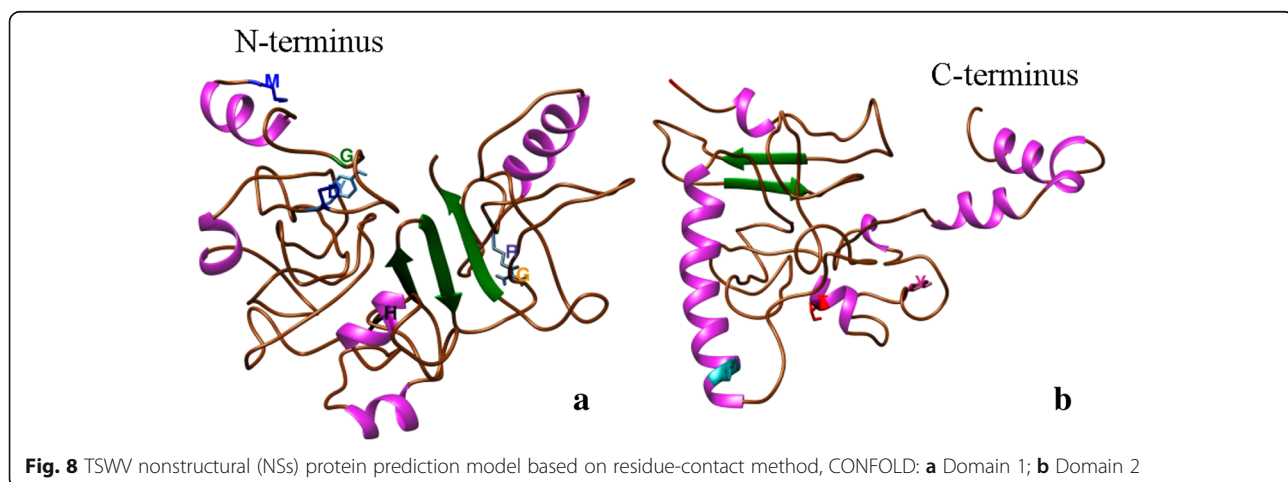 N-terminus
C-terminus
M
G
H
R
G
Y
a
b
Fig. 8 TSWV nonstructural (NSs) protein prediction model based on residue-contact method, CONFOLD: a Domain 1; b Domain 2